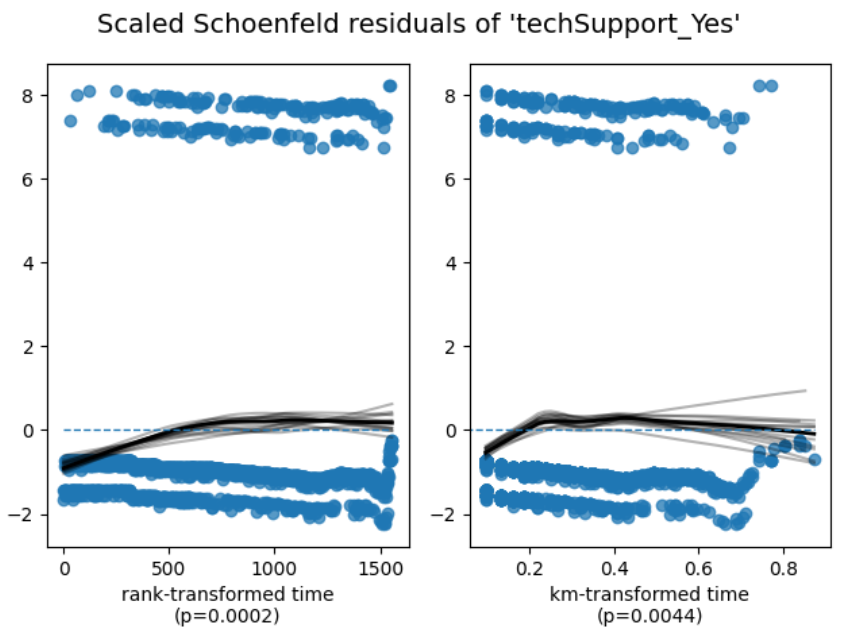 Scaled Schoenfeld residuals of 'techSupport_Yes'
8
6
4
2
0
−2
0 500 1000 1500
rank-transformed time
(p=0.0002)
8
6
4
2
0
−2
0.2 0.4 0.6 0.8
km-transformed time
(p=0.0044)